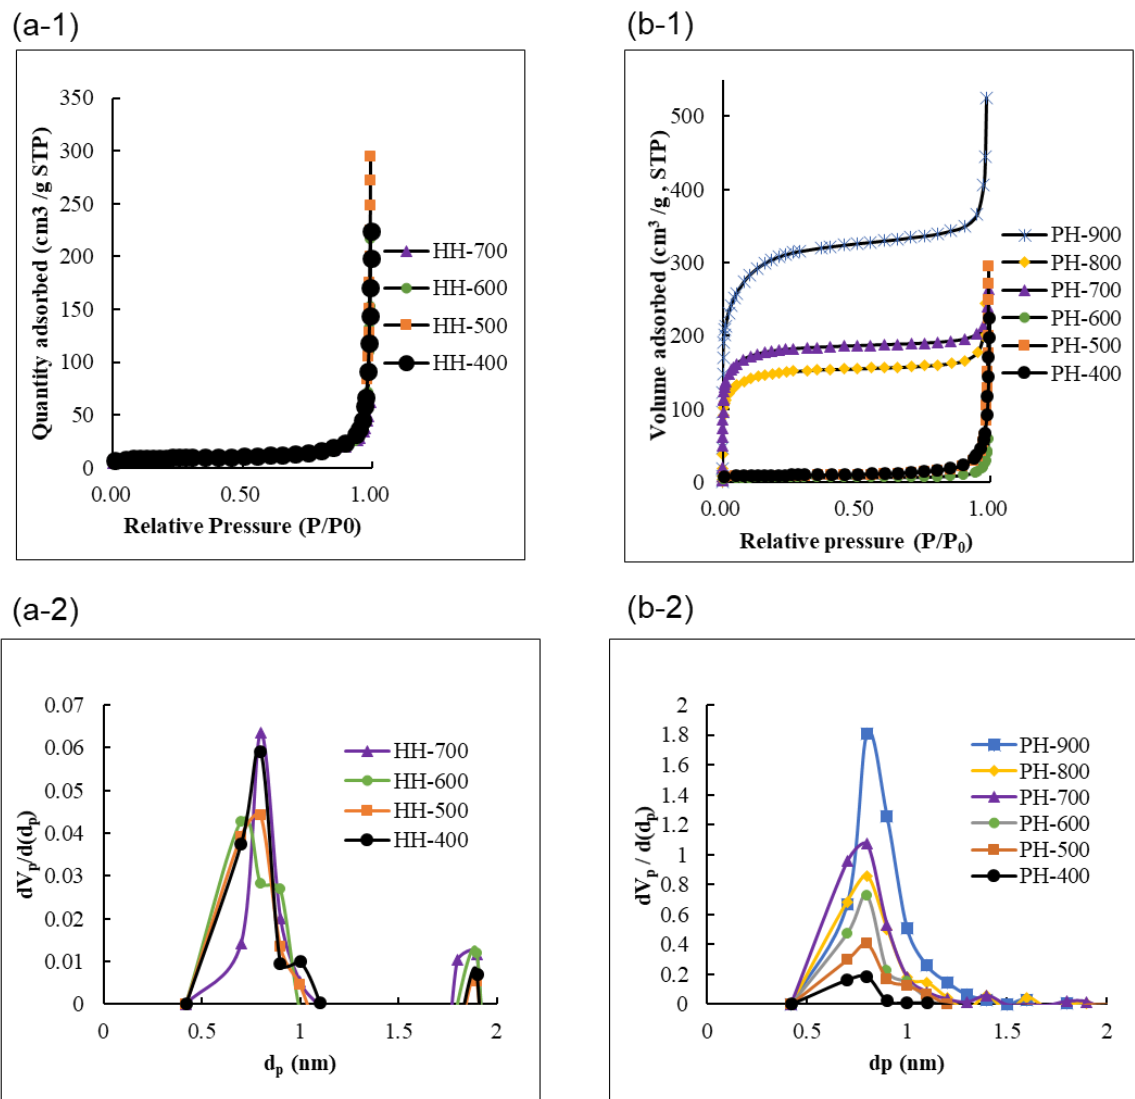 (a-1)
350
300
250
200
150
100
50
0
0.00 0.50 1.00
Quantity adsorbed (cm3 /g STP)
Relative Pressure (P/P0)
HH-700
HH-600
HH-500
HH-400
(b-1)
500
400
300
200
100
0
0.00 0.50 1.00
Volume adsorbed (cm³ /g , STP)
Relative pressure (P/P₀)
PH-900
PH-800
PH-700
PH-600
PH-500
PH-400
(a-2)
0.07
0.06
0.05
0.04
0.03
0.02
0.01
0
0 0.5 1 1.5 2
dVₚ/d(dₚ)
dₚ (nm)
HH-700
HH-600
HH-500
HH-400
(b-2)
2
1.8
1.6
1.4
1.2
1
0.8
0.6
0.4
0.2
0
0 0.5 1 1.5 2
dVₚ / d(dₚ)
dp (nm)
PH-900
PH-800
PH-700
PH-600
PH-500
PH-400